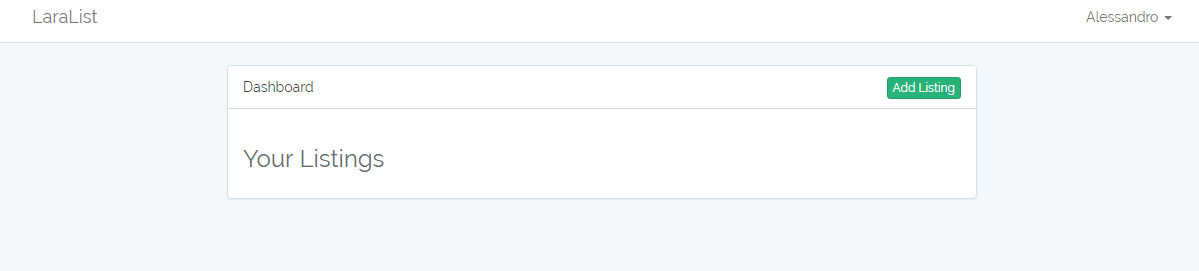 LaraList
Alessandro
Dashboard
Add Listing
Your Listings